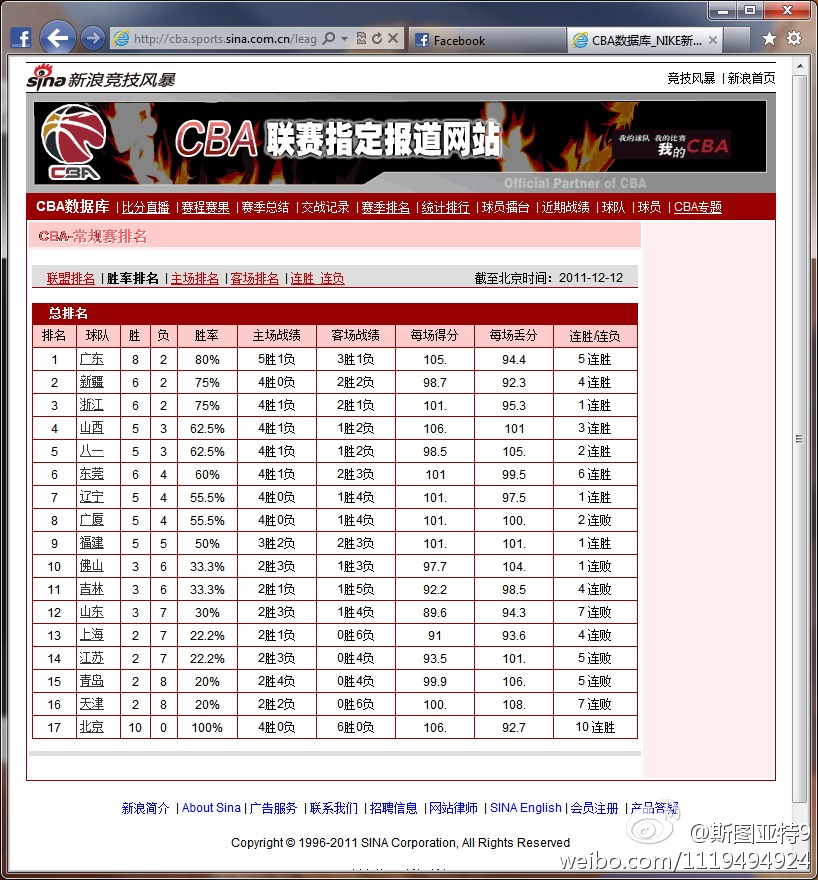 http://cba.sports.sina.com.cn/leag
Facebook
CBA数据库_NIKE新...
sina 新浪竞技风暴
竞技风暴 | 新浪首页
CBA
CBA 联赛指定报道网站
我的球队 我的比赛
我的CBA
Official Partner of CBA
CBA数据库 | 比分直播 | 赛程赛果 | 赛季总结 | 交战记录 | 赛季排名 | 统计排行 | 球员擂台 | 近期战绩 | 球队 | 球员 | CBA专题
CBA-常规赛排名
联盟排名 | 胜率排名 | 主场排名 | 客场排名 | 连胜 连负 截至北京时间：2011-12-12
总排名
排名 球队 胜 负 胜率 主场战绩 客场战绩 每场得分 每场丢分 连胜/连负
1 广东 8 2 80% 5胜1负 3胜1负 105. 94.4 5 连胜
2 新疆 6 2 75% 4胜0负 2胜2负 98.7 92.3 4 连胜
3 浙江 6 2 75% 4胜1负 2胜1负 101. 95.3 1 连胜
4 山西 5 3 62.5% 4胜1负 1胜2负 106. 101 3 连胜
5 八一 5 3 62.5% 4胜1负 1胜2负 98.5 105. 2 连胜
6 东莞 6 4 60% 4胜1负 2胜3负 101 99.5 6 连胜
7 辽宁 5 4 55.5% 4胜0负 1胜4负 101. 97.5 1 连胜
8 广厦 5 4 55.5% 4胜0负 1胜4负 101. 100. 2 连败
9 福建 5 5 50% 3胜2负 2胜3负 101. 101. 1 连胜
10 佛山 3 6 33.3% 2胜3负 1胜3负 97.7 104. 1 连败
11 吉林 3 6 33.3% 2胜1负 1胜5负 92.2 98.5 4 连败
12 山东 3 7 30% 2胜3负 1胜4负 89.6 94.3 7 连败
13 上海 2 7 22.2% 2胜1负 0胜6负 91 93.6 4 连败
14 江苏 2 7 22.2% 2胜3负 0胜4负 93.5 101. 5 连败
15 青岛 2 8 20% 2胜4负 0胜4负 99.9 106. 5 连败
16 天津 2 8 20% 2胜2负 0胜6负 100. 108. 7 连败
17 北京 10 0 100% 4胜0负 6胜0负 106. 92.7 10 连胜
新浪简介 | About Sina | 广告服务 | 联系我们 | 招聘信息 | 网站律师 | SINA English | 会员注册 | 产品答疑
Copyright © 1996-2011 SINA Corporation, All Rights Reserved
@斯图亚特9
weibo.com/1119494924